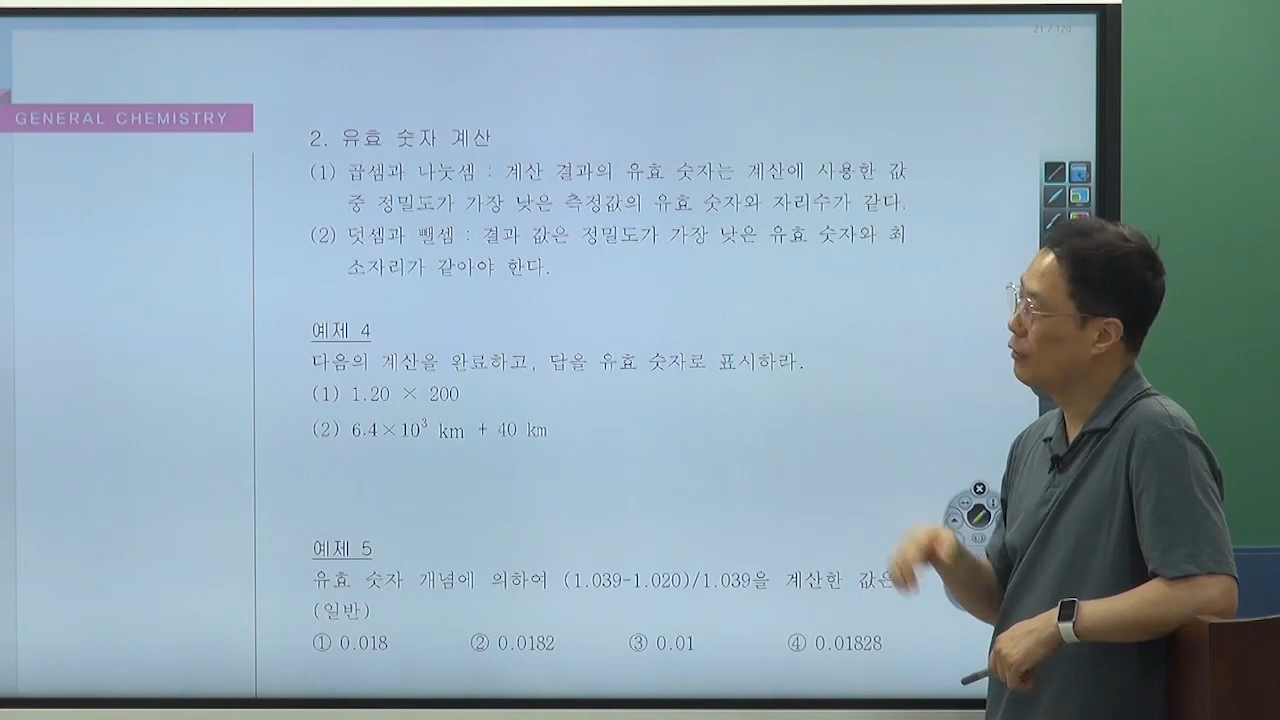 21 / 120
GENERAL CHEMISTRY
2. 유효 숫자 계산
(1) 곱셈과 나눗셈 : 계산 결과의 유효 숫자는 계산에 사용한 값
중 정밀도가 가장 낮은 측정값의 유효 숫자와 자리수가 같다.
(2) 덧셈과 뺄셈 : 결과 값은 정밀도가 가장 낮은 유효 숫자와 최
소자리가 같아야 한다.
예제 4
다음의 계산을 완료하고, 답을 유효 숫자로 표시하라.
(1) 1.20 × 200
(2) 6.4×10³ km + 40 km
예제 5
유효 숫자 개념에 의하여 (1.039-1.020)/1.039을 계산한 값은
(일반)
① 0.018 ② 0.0182 ③ 0.01 ④ 0.01828